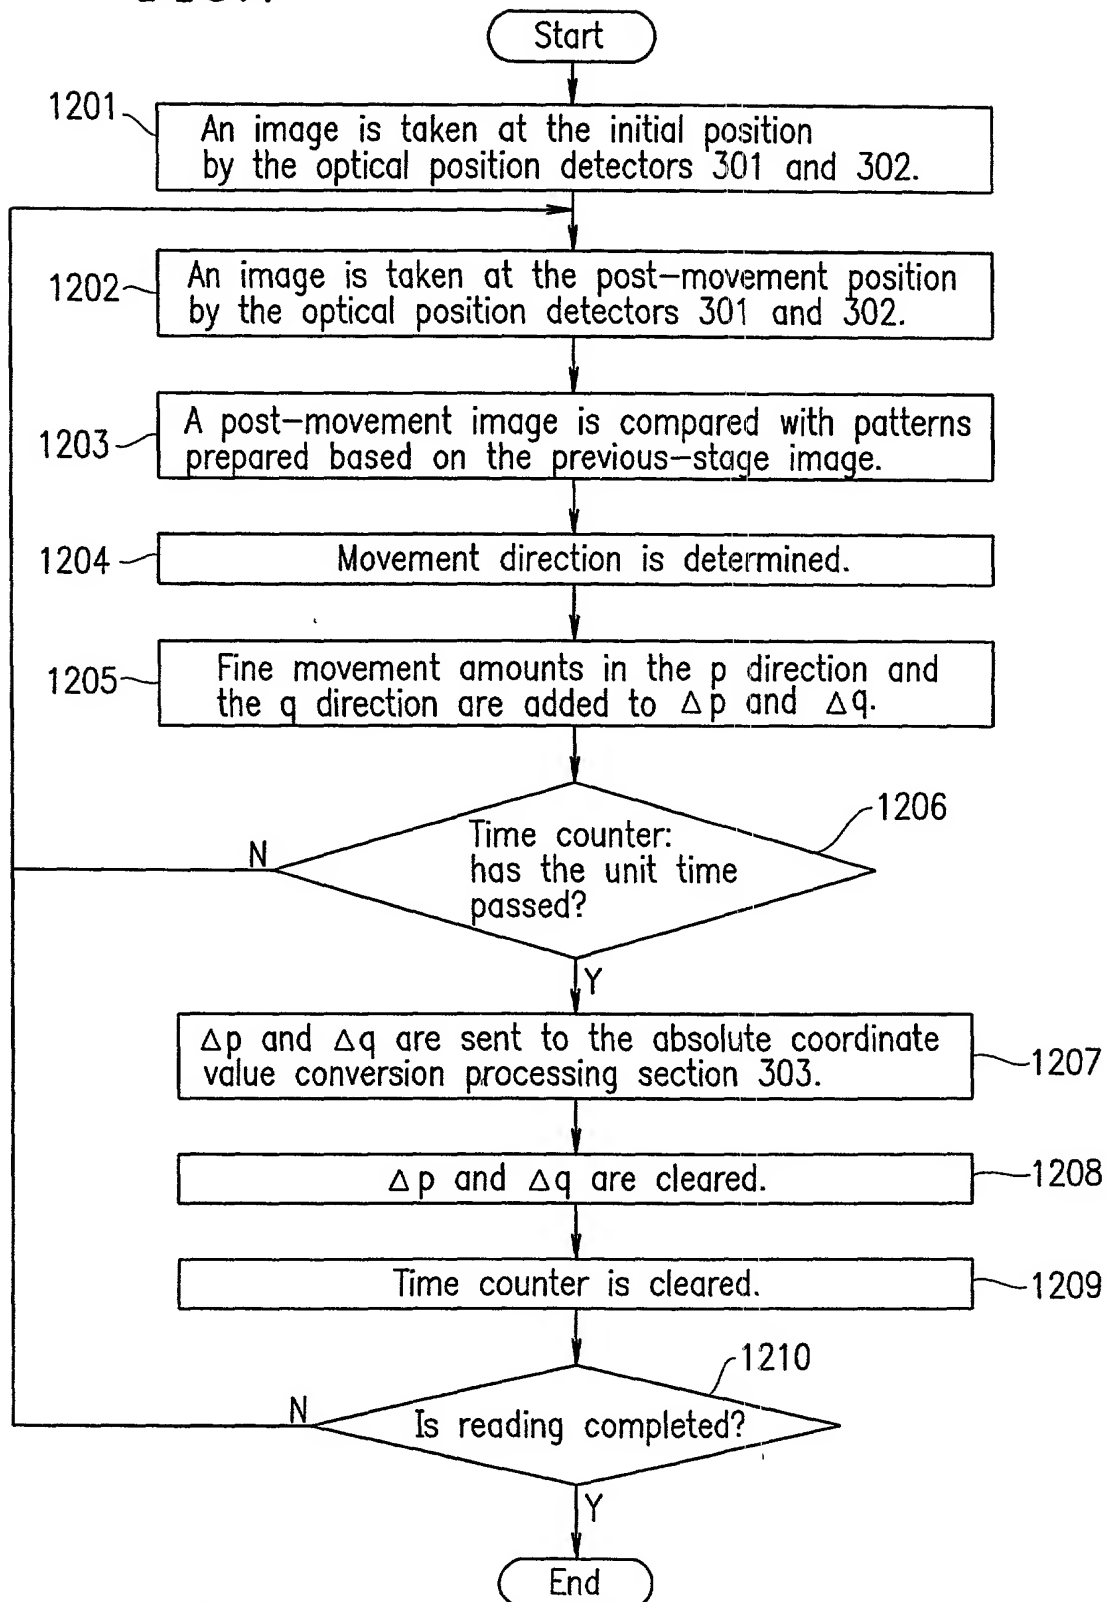 Start
1201
An image is taken at the initial position
by the optical position detectors 301 and 302.
1202
An image is taken at the post-movement position
by the optical position detectors 301 and 302.
1203
A post-movement image is compared with patterns
prepared based on the previous-stage image.
1204
Movement direction is determined.
1205
Fine movement amounts in the p direction and
the q direction are added to Δp and Δq.
1206
Time counter:
has the unit time
passed?
N
Y
Δp and Δq are sent to the absolute coordinate
value conversion processing section 303.
1207
Δp and Δq are cleared.
1208
Time counter is cleared.
1209
1210
Is reading completed?
N
Y
End